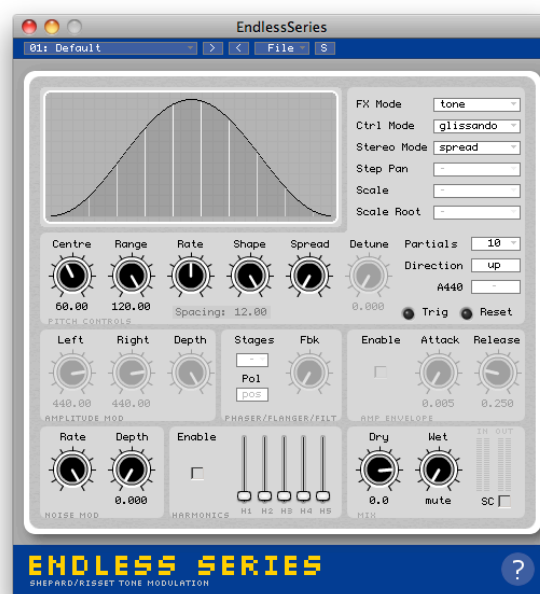 EndlessSeries
01: Default > < File S
FX Mode tone
Ctrl Mode glissando
Stereo Mode spread
Step Pan -
Scale -
Scale Root -
Centre Range Rate Shape Spread Detune Partials 10
Direction up
A440 -
60.00 120.00 Spacing: 12.00 0.000 Trig Reset
PITCH CONTROLS
Left Right Depth Stages Fbk Enable Attack Release
-
Pol
pos
440.00 440.00 0.005 0.250
AMPLITUDE MOD PHASER/FLANGER/FILT AMP ENVELOPE
Rate Depth Enable Dry Wet IN OUT
0.000 0.0 mute SC
H1 H2 H3 H4 H5
NOISE MOD HARMONICS MIX
ENDLESS SERIES ?
SHEPARD/RISSET TONE MODULATION